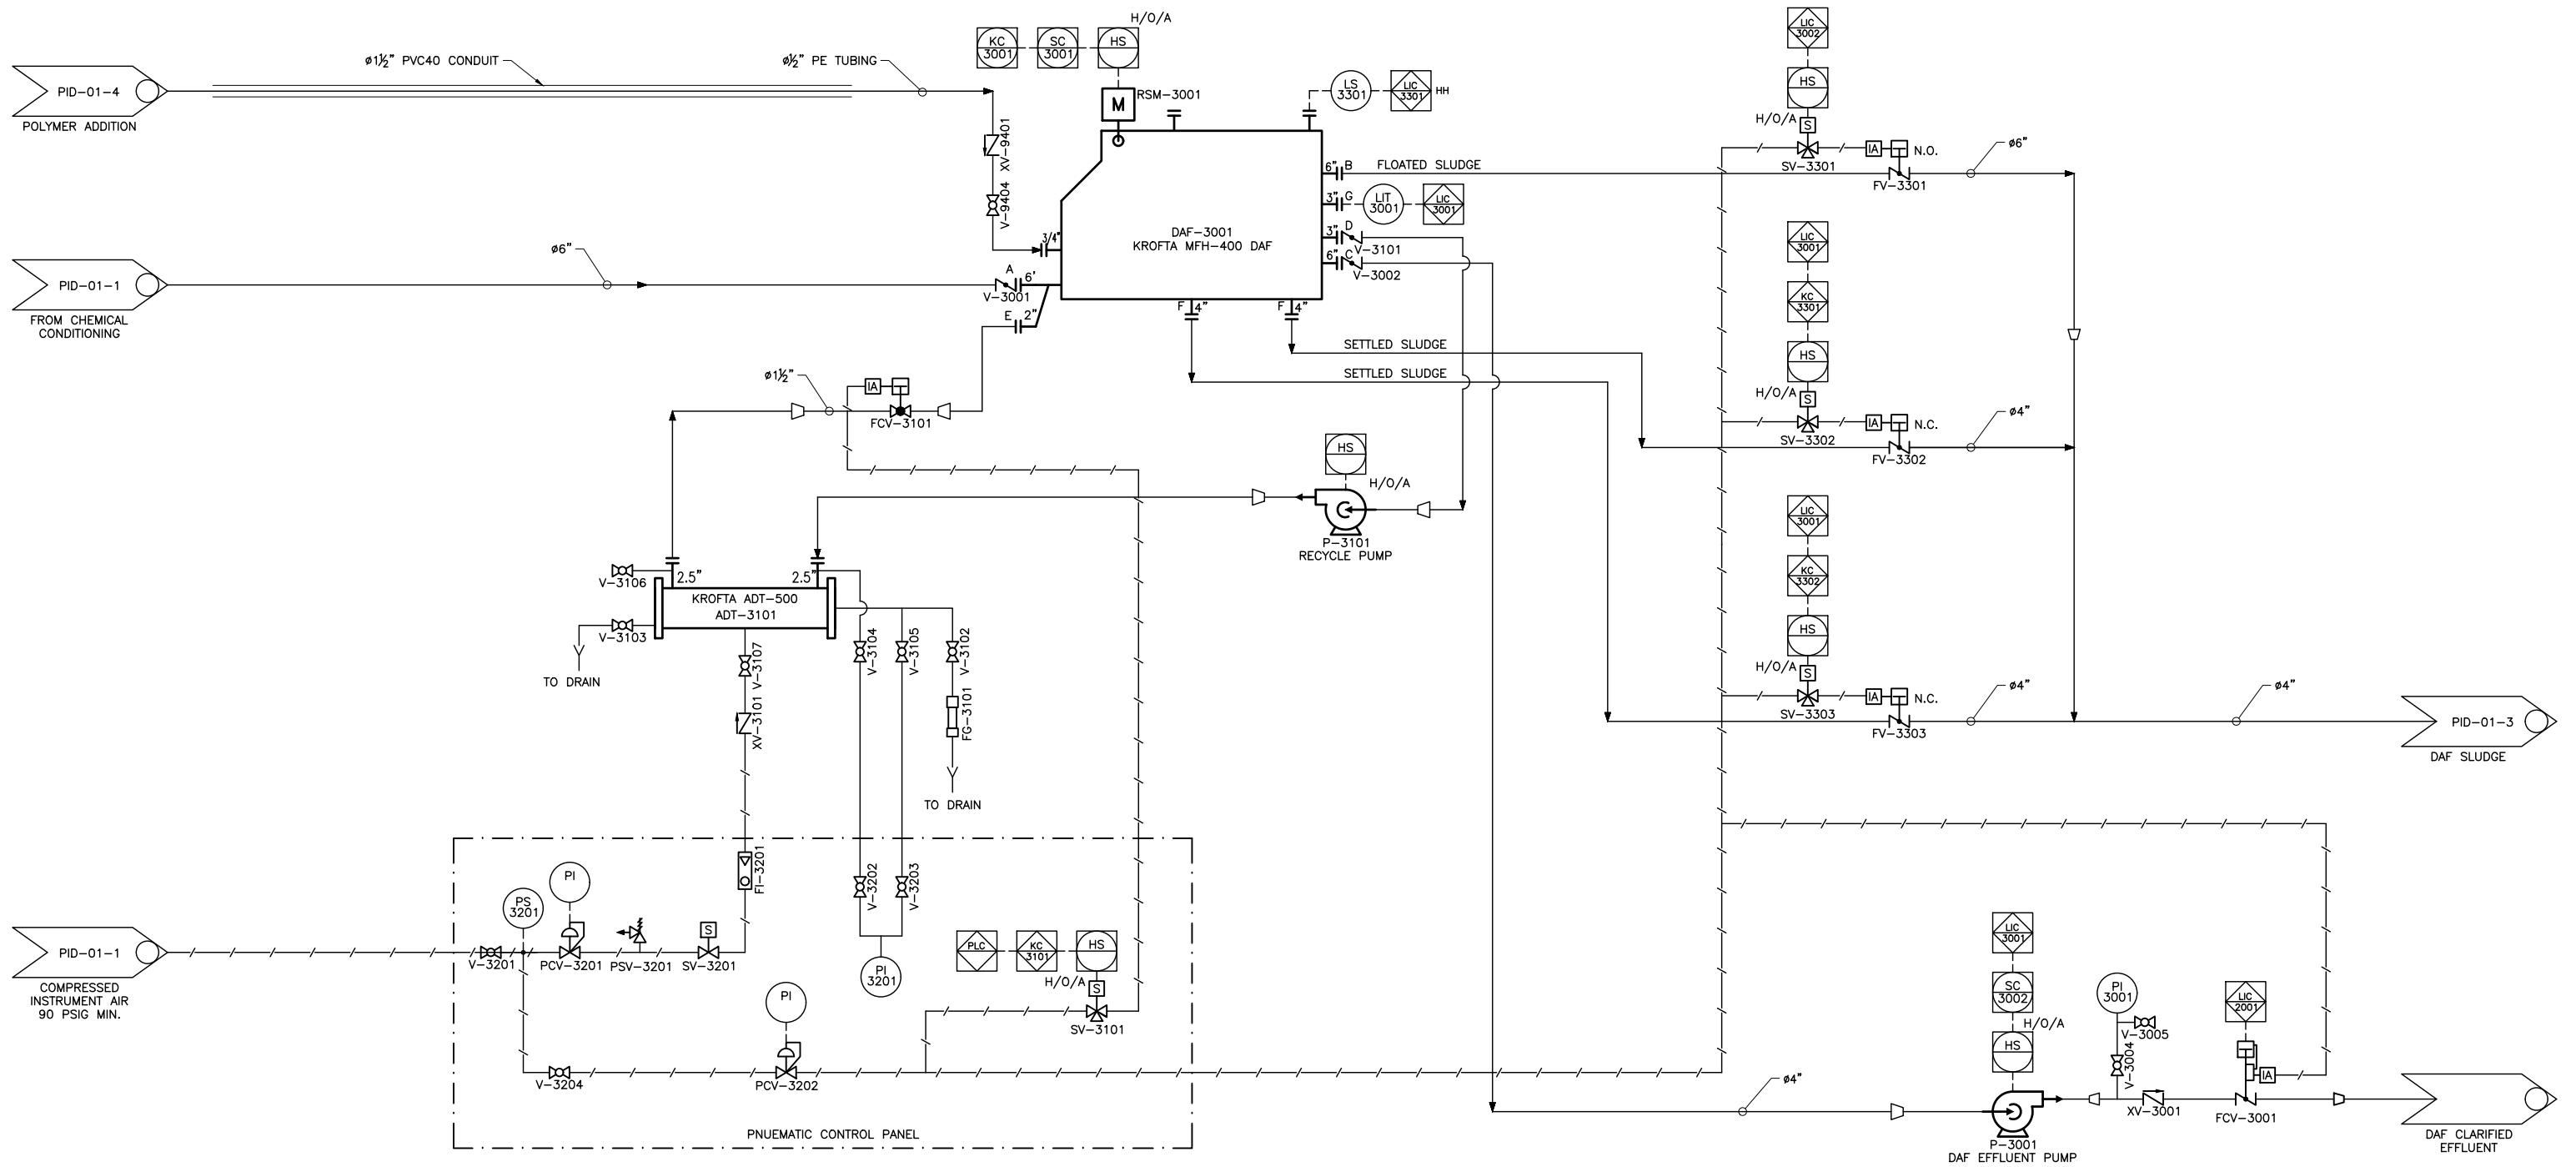 H/O/A
KC
3001
SC
3001
HS
ø1½" PVC40 CONDUIT
ø½" PE TUBING
PID-01-4
POLYMER ADDITION
M
RSM-3001
XV-9401
V-9404
3/4"
LS
3301
LIC
3301
HH
LIC
3002
HS
H/O/A
S
SV-3301
IA
N.O.
FV-3301
ø6"
6" B
FLOATED SLUDGE
3" G
LIT
3001
LIC
3001
3" D
V-3101
6" C
V-3002
DAF-3001
KROFTA MFH-400 DAF
PID-01-1
FROM CHEMICAL
CONDITIONING
ø6"
A
6'
V-3001
E
2"
F
4"
F
4"
SETTLED SLUDGE
SETTLED SLUDGE
LIC
3001
KC
3301
HS
H/O/A
S
SV-3302
IA
N.C.
FV-3302
ø4"
ø1½"
IA
FCV-3101
HS
H/O/A
P-3101
RECYCLE PUMP
LIC
3001
KC
3302
HS
H/O/A
S
SV-3303
IA
N.C.
FV-3303
ø4"
ø4"
PID-01-3
DAF SLUDGE
V-3106
2.5"
2.5"
KROFTA ADT-500
ADT-3101
V-3103
TO DRAIN
V-3107
XV-3101
V-3104
V-3105
V-3102
FG-3101
TO DRAIN
FI-3201
V-3202
V-3203
PI
3201
PID-01-1
COMPRESSED
INSTRUMENT AIR
90 PSIG MIN.
V-3201
PS
3201
PI
PCV-3201
PSV-3201
S
SV-3201
PLC
KC
3101
HS
H/O/A
S
SV-3101
PI
V-3204
PCV-3202
PNUEMATIC CONTROL PANEL
ø4"
LIC
3001
SC
3002
H/O/A
HS
P-3001
DAF EFFLUENT PUMP
PI
3001
V-3005
V-3004
XV-3001
LIC
2001
IA
FCV-3001
DAF CLARIFIED
EFFLUENT